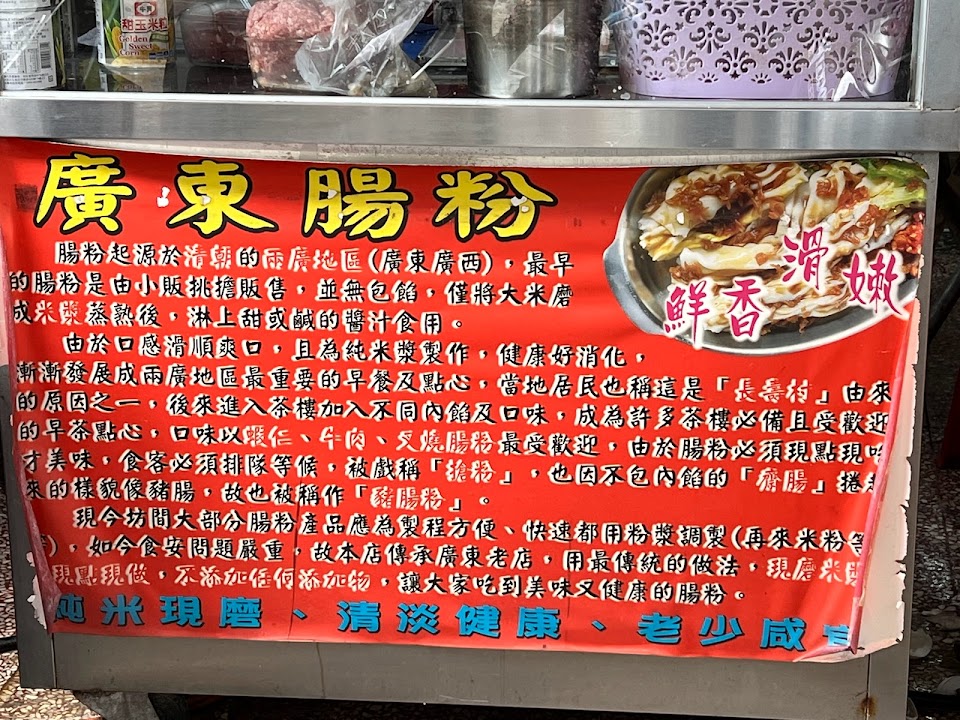 甜玉米粒
Golden
Sweet
Corn
廣東腸粉
鮮香滑嫩
腸粉起源於清朝的兩廣地區(廣東廣西)，最早
的腸粉是由小販挑擔販售，並無包餡，僅將大米磨
成米漿蒸熟後，淋上甜或鹹的醬汁食用。
由於口感滑順爽口，且為純米漿製作，健康好消化，
漸漸發展成兩廣地區最重要的早餐及點心，當地居民也稱這是「長壽村」由來
的原因之一，後來進入茶樓加入不同內餡及口味，成為許多茶樓必備且受歡迎
的早茶點心，口味以蝦仁、牛肉、叉燒腸粉最受歡迎，由於腸粉必須現點現吃
才美味，食客必須排隊等候，被戲稱「搶粉」，也因不包內餡的「齋腸」捲起
來的樣貌像豬腸，故也被稱作「豬腸粉」。
現今坊間大部分腸粉產品應為製程方便、快速都用粉漿調製(再來米粉等
等)，如今食安問題嚴重，故本店傳承廣東老店，用最傳統的做法，現磨米漿
現點現做，不添加任何添加物，讓大家吃到美味又健康的腸粉。
純米現磨、清淡健康、老少咸宜